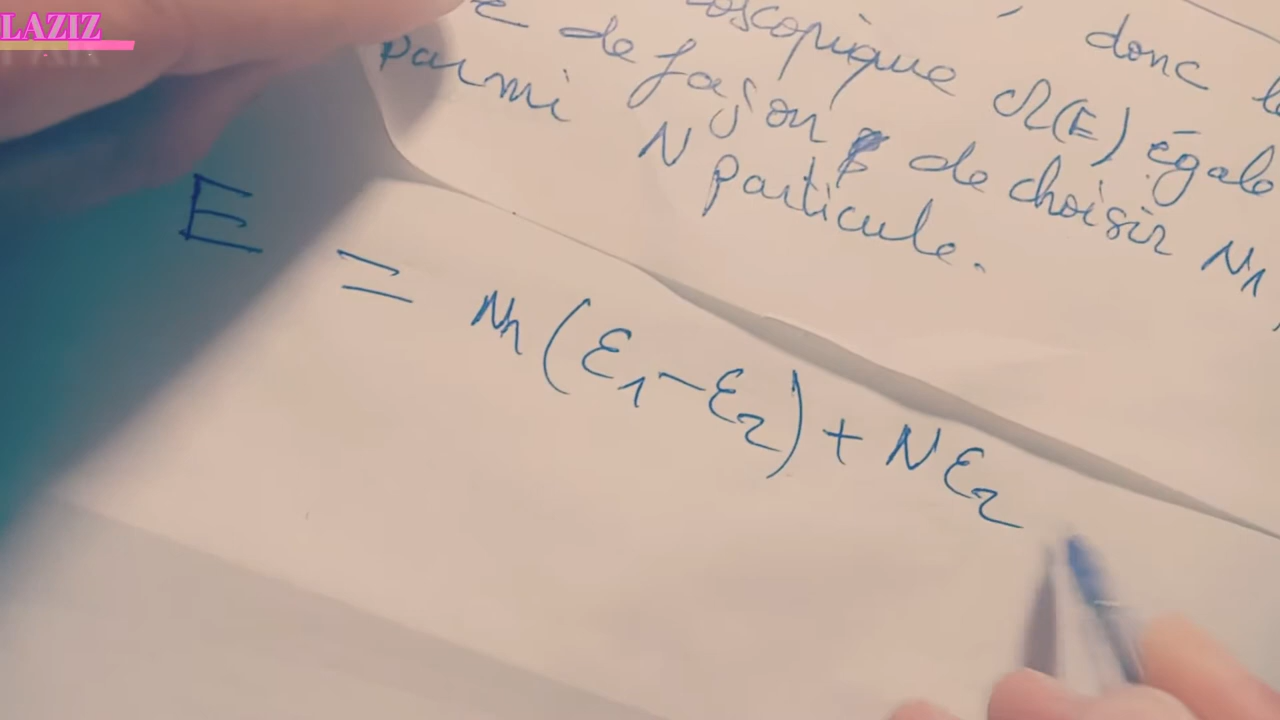 LAZIZ
oscopique Ω(E) égale
donc l
de façon de choisir N1,
parmi N particule.
E = N1(ε1-ε2) + Nε2